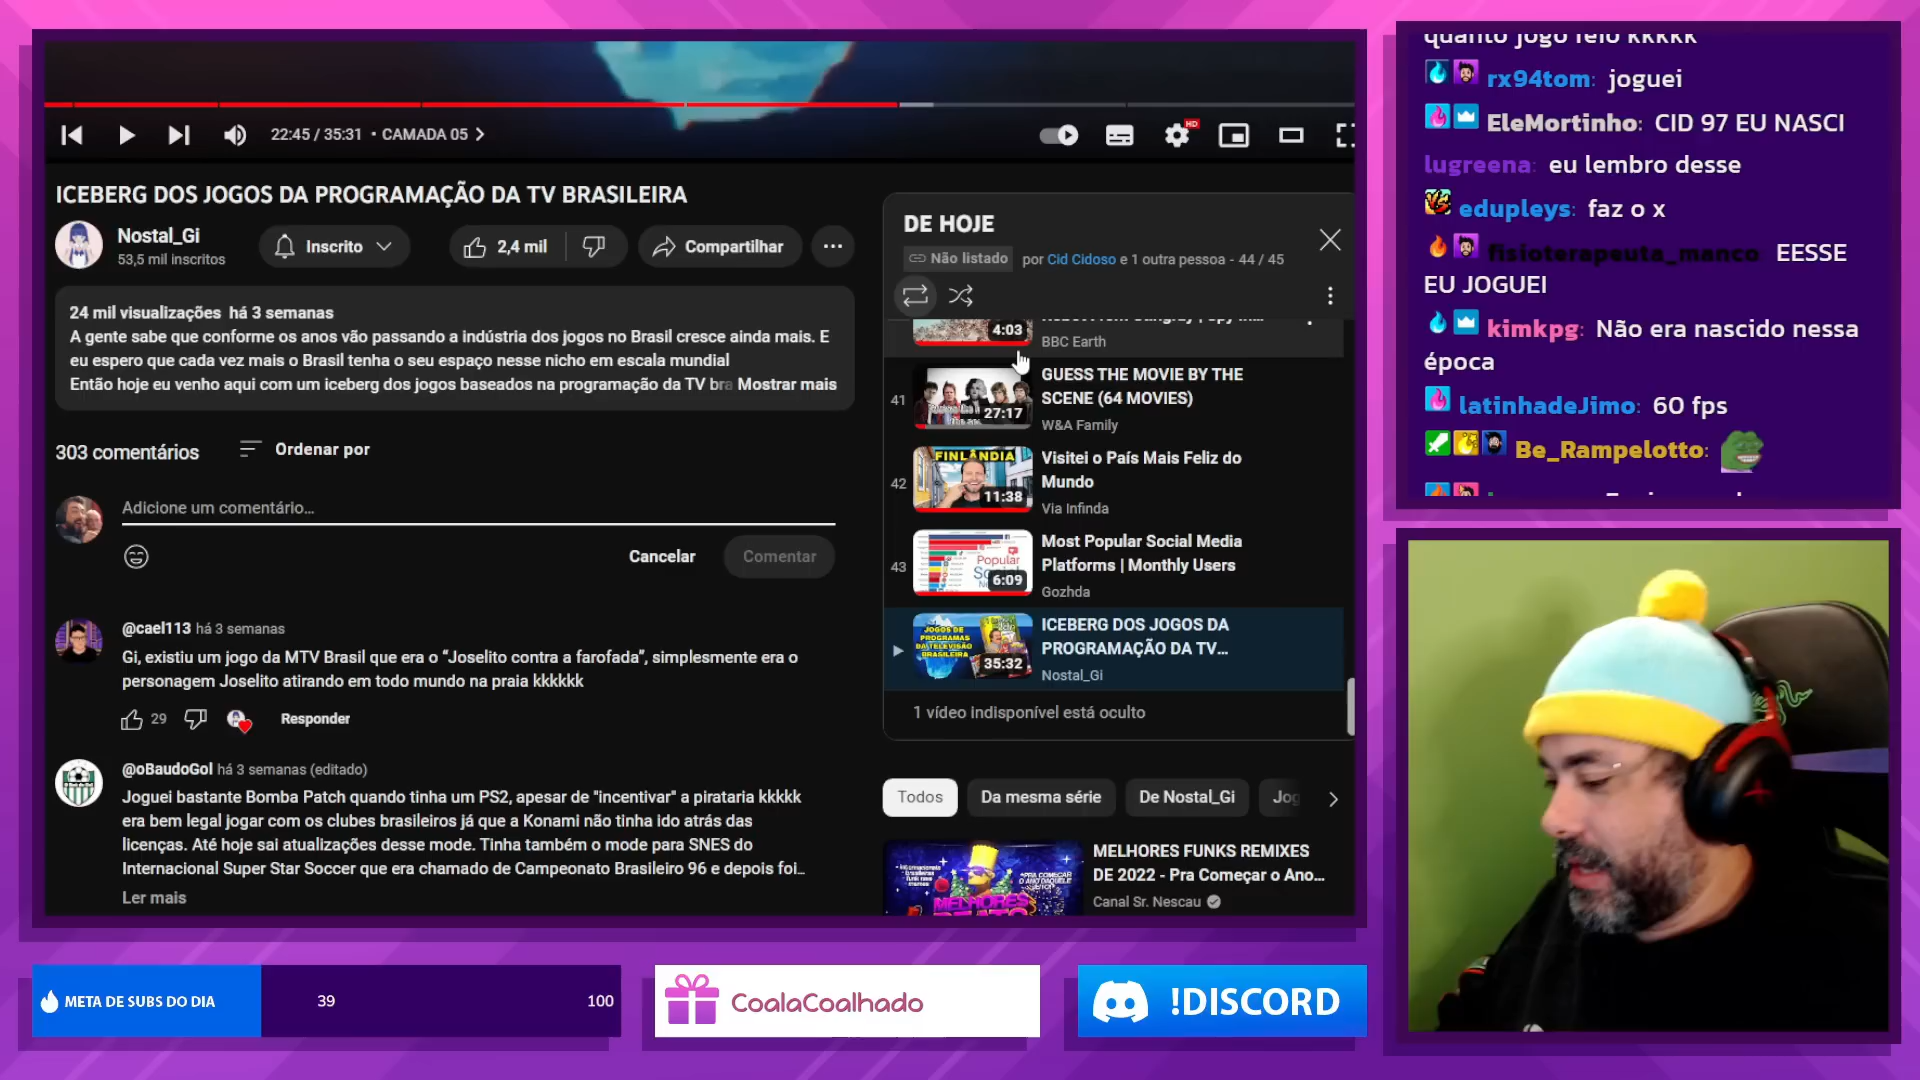 22:45 / 35:31 • CAMADA 05
HD
ICEBERG DOS JOGOS DA PROGRAMAÇÃO DA TV BRASILEIRA
Nostal_Gi
53,5 mil inscritos
Inscrito
2,4 mil
Compartilhar
24 mil visualizações há 3 semanas
A gente sabe que conforme os anos vão passando a indústria dos jogos no Brasil cresce ainda mais. E
eu espero que cada vez mais o Brasil tenha o seu espaço nesse nicho em escala mundial
Então hoje eu venho aqui com um iceberg dos jogos baseados na programação da TV bra Mostrar mais
303 comentários
Ordenar por
Adicione um comentário...
Cancelar
Comentar
@cael113 há 3 semanas
Gi, existiu um jogo da MTV Brasil que era o “Joselito contra a farofada”, simplesmente era o
personagem Joselito atirando em todo mundo na praia kkkkkk
29
Responder
@oBaudoGol há 3 semanas (editado)
Joguei bastante Bomba Patch quando tinha um PS2, apesar de "incentivar" a pirataria kkkkk
era bem legal jogar com os clubes brasileiros já que a Konami não tinha ido atrás das
licenças. Até hoje sai atualizações desse mode. Tinha também o mode para SNES do
Internacional Super Star Soccer que era chamado de Campeonato Brasileiro 96 e depois foi...
Ler mais
DE HOJE
Não listado
por Cid Cidoso e 1 outra pessoa - 44 / 45
4:03
BBC Earth
41
27:17
GUESS THE MOVIE BY THE
SCENE (64 MOVIES)
W&A Family
42
FINLÂNDIA
11:38
Visitei o País Mais Feliz do
Mundo
Via Infinda
43
Popular
6:09
Most Popular Social Media
Platforms | Monthly Users
Gozhda
JOGOS DE
PROGRAMAS
DA TELEVISÃO
BRASILEIRA
35:32
ICEBERG DOS JOGOS DA
PROGRAMAÇÃO DA TV...
Nostal_Gi
1 vídeo indisponível está oculto
Todos
Da mesma série
De Nostal_Gi
Jog
MELHORES
MELHORES FUNKS REMIXES
DE 2022 - Pra Começar o Ano...
Canal Sr. Nescau
quanto jogo feio kkkkk
rx94tom: joguei
EleMortinho: CID 97 EU NASCI
lugreena: eu lembro desse
edupleys: faz o x
fisioterapeuta_manco EESSE
EU JOGUEI
kimkpg: Não era nascido nessa
época
latinhadeJimo: 60 fps
Be_Rampelotto:
META DE SUBS DO DIA
39
100
CoalaCoalhado
!DISCORD